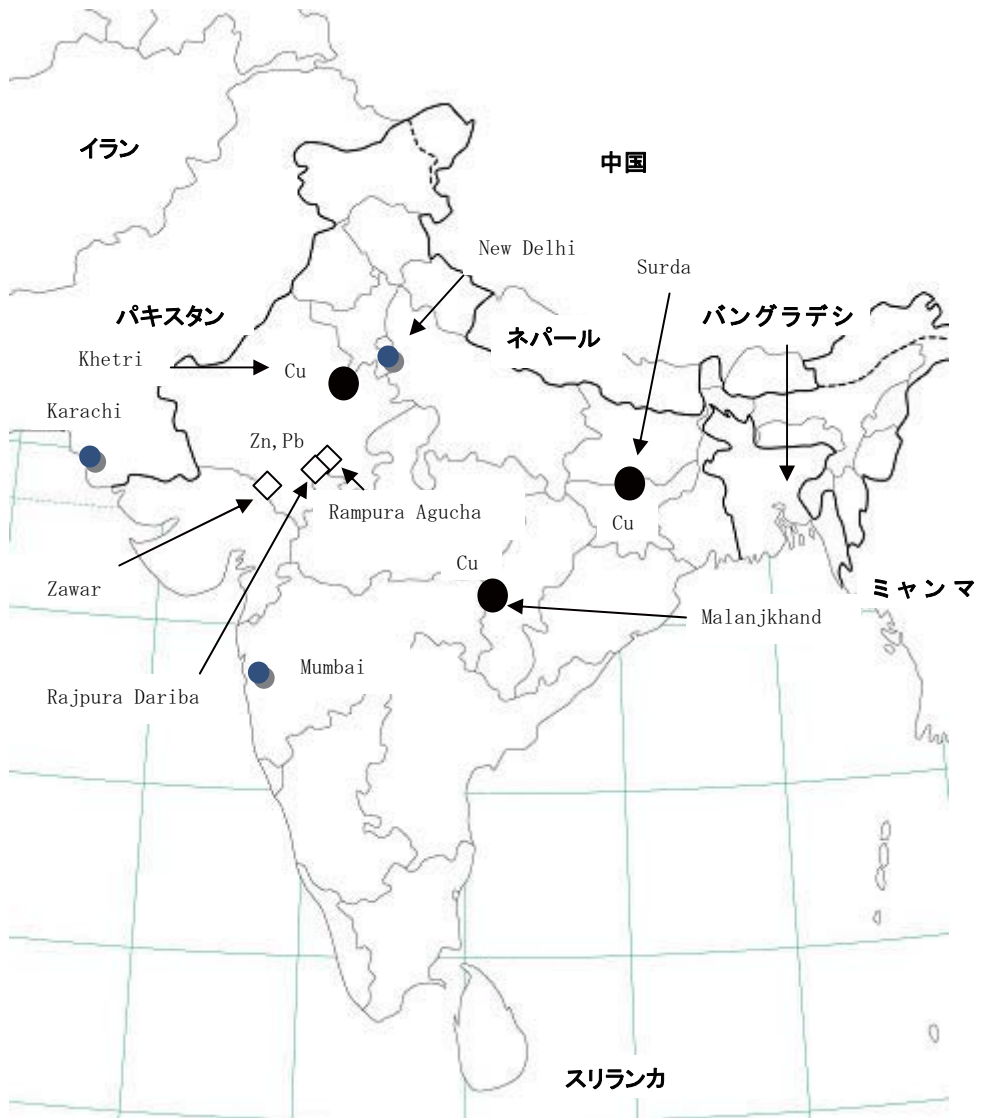 イラン
中国
New Delhi
Surda
パキスタン
バングラデシ
ネパール
Khetri
Cu
Karachi
Zn,Pb
Rampura Agucha
Cu
Cu
Zawar
ミャンマ
Malanjkhand
Mumbai
Rajpura Dariba
スリランカ